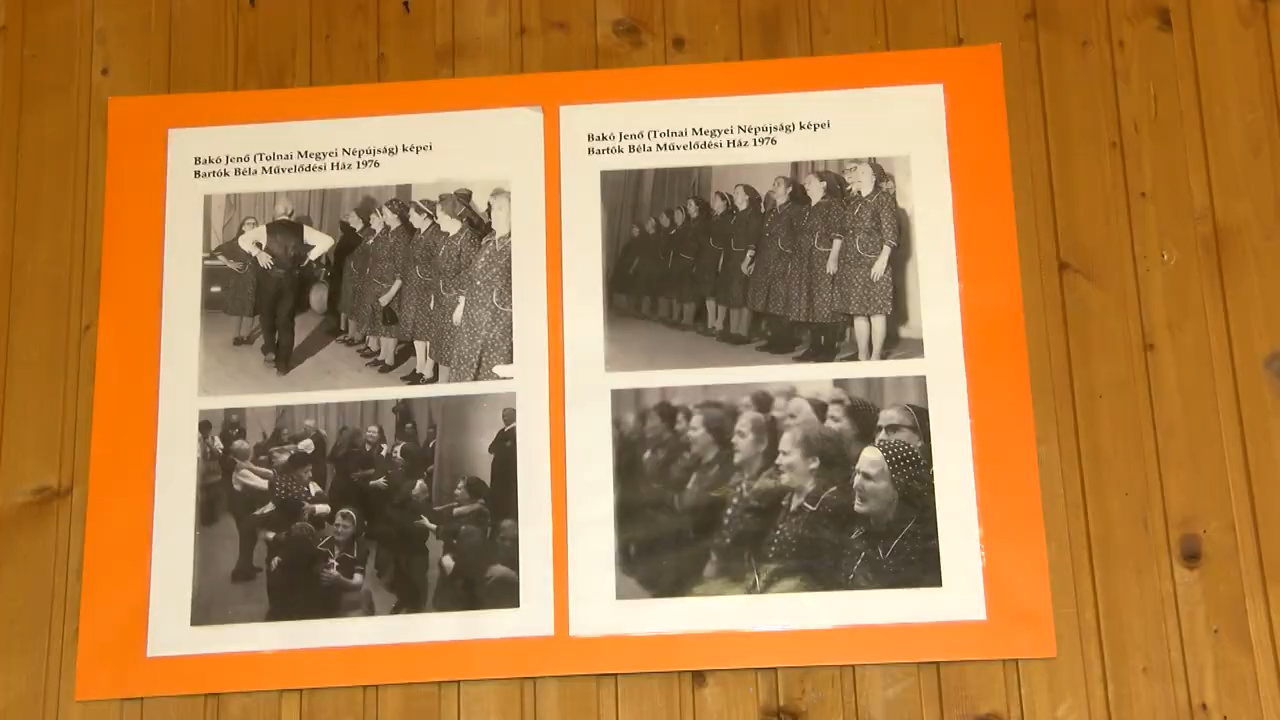 Bakó Jenő (Tolnai Megyei Népújság) képei
Bartók Béla Művelődési Ház 1976
Bakó Jenő (Tolnai Megyei Népújság) képei
Bartók Béla Művelődési Ház 1976